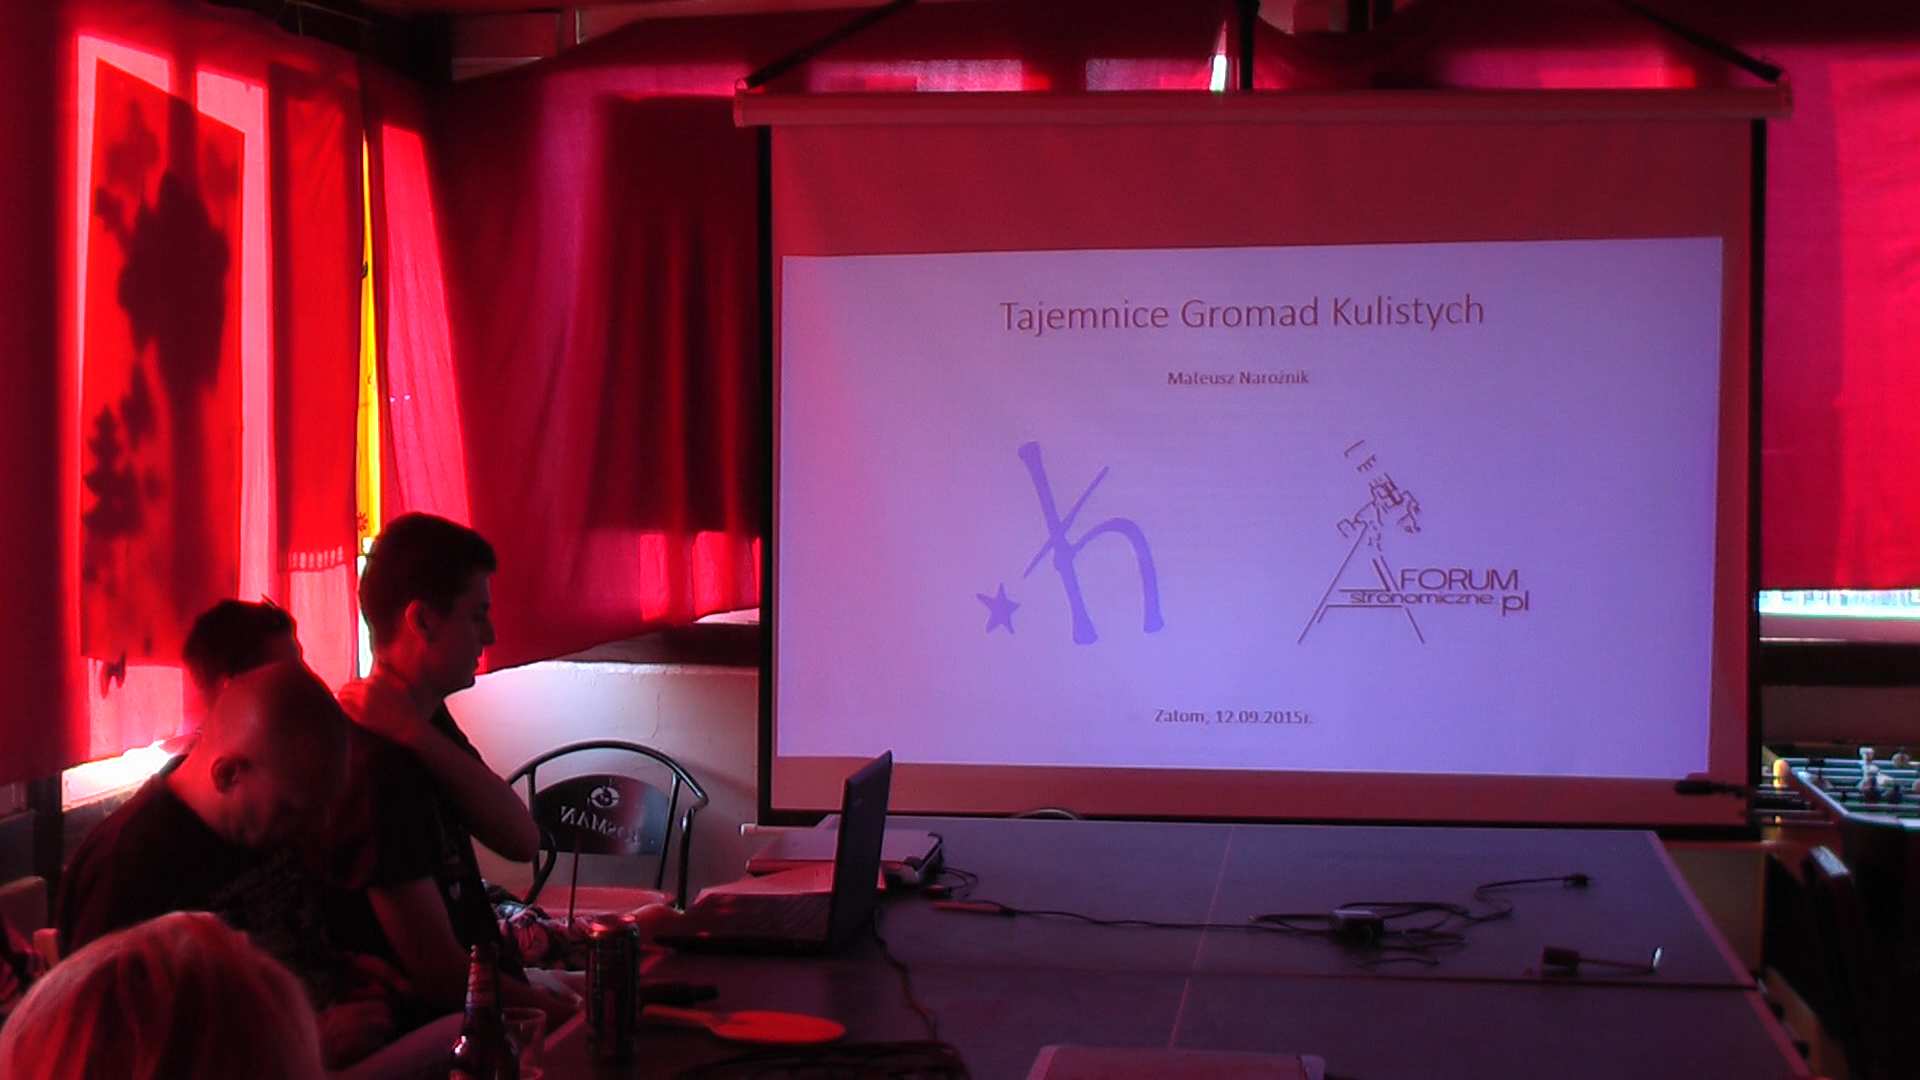 Tajemnice Gromad Kulistych
Mateusz Narożnik
FORUM
stronomiczne.pl
Zatom, 12.09.2015r.